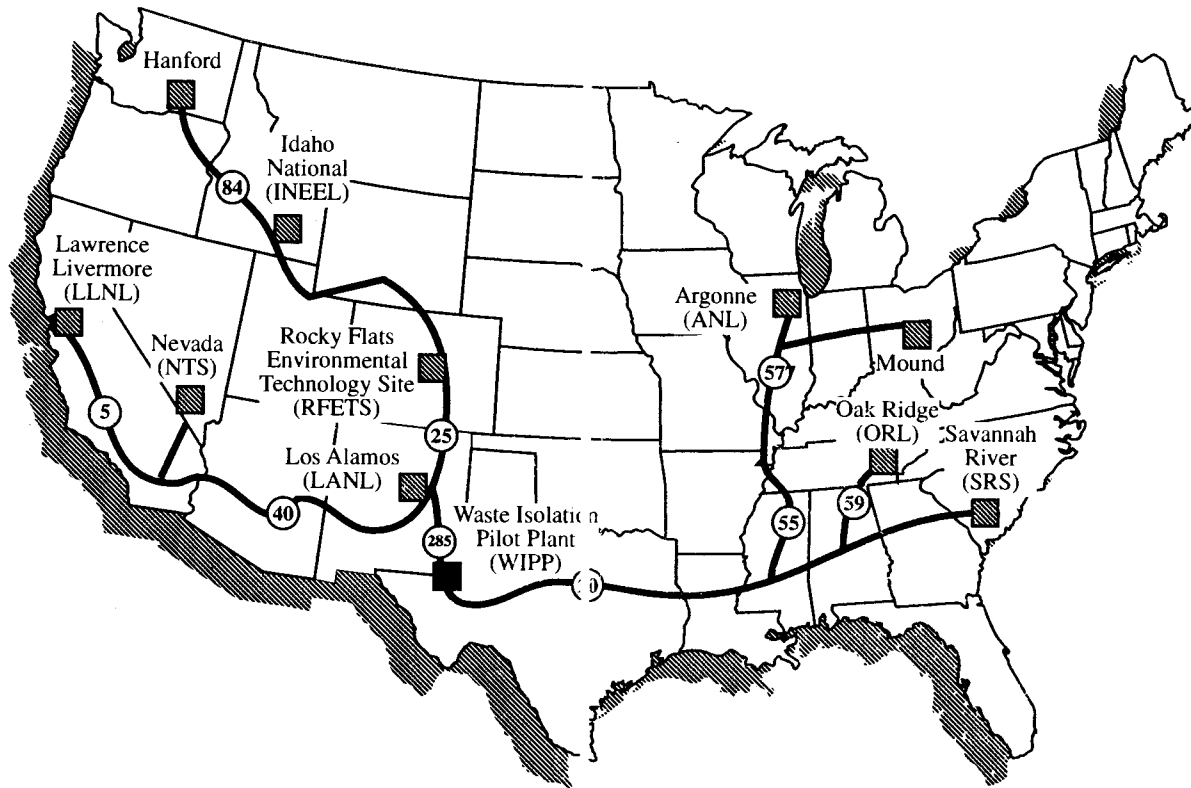 Hanford
Idaho
National
(INEEL)
84
Lawrence
Livermore
(LLNL)
Nevada
(NTS)
5
Rocky Flats
Environmental
Technology Site
(RFETS)
25
Los Alamos
(LANL)
40
285
Waste Isolation
Pilot Plant
(WIPP)
Argonne
(ANL)
Mound
57
Oak Ridge
(ORL)
Savannah
River
(SRS)
59
55